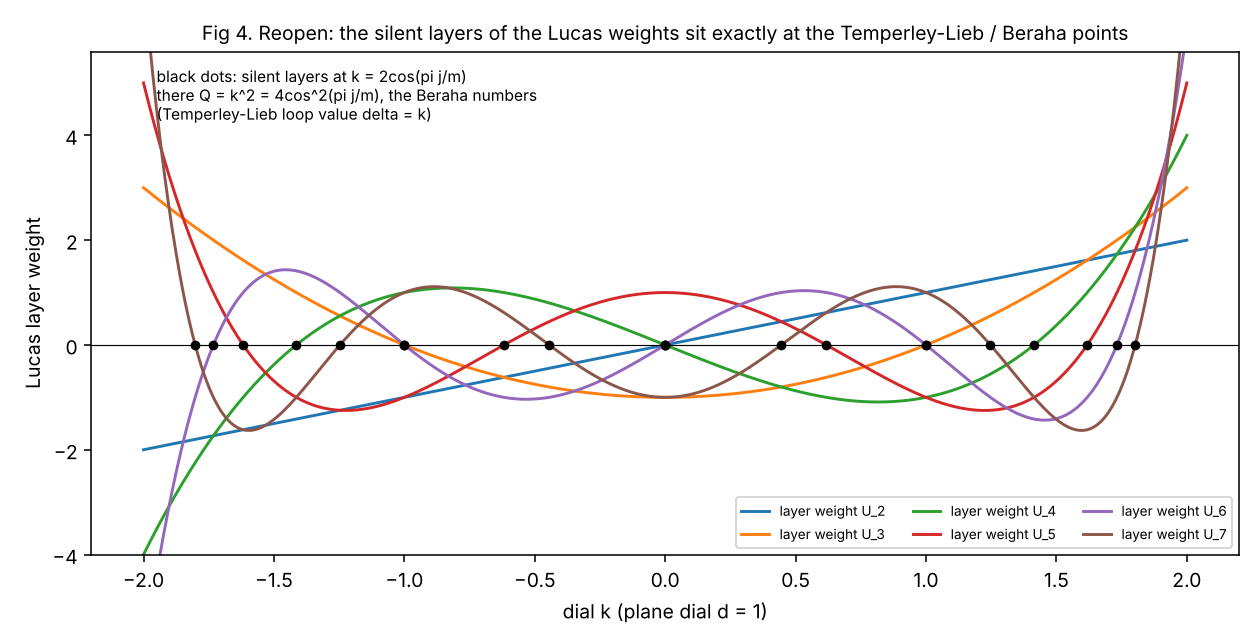 Fig 4. Reopen: the silent layers of the Lucas weights sit exactly at the Temperley-Lieb / Beraha points
black dots: silent layers at k = 2cos(pi j/m)
there Q = k^2 = 4cos^2(pi j/m), the Beraha numbers
(Temperley-Lieb loop value delta = k)
Lucas layer weight
4
2
0
−2
−4
layer weight U_2
layer weight U_3
layer weight U_4
layer weight U_5
layer weight U_6
layer weight U_7
−2.0 −1.5 −1.0 −0.5 0.0 0.5 1.0 1.5 2.0
dial k (plane dial d = 1)